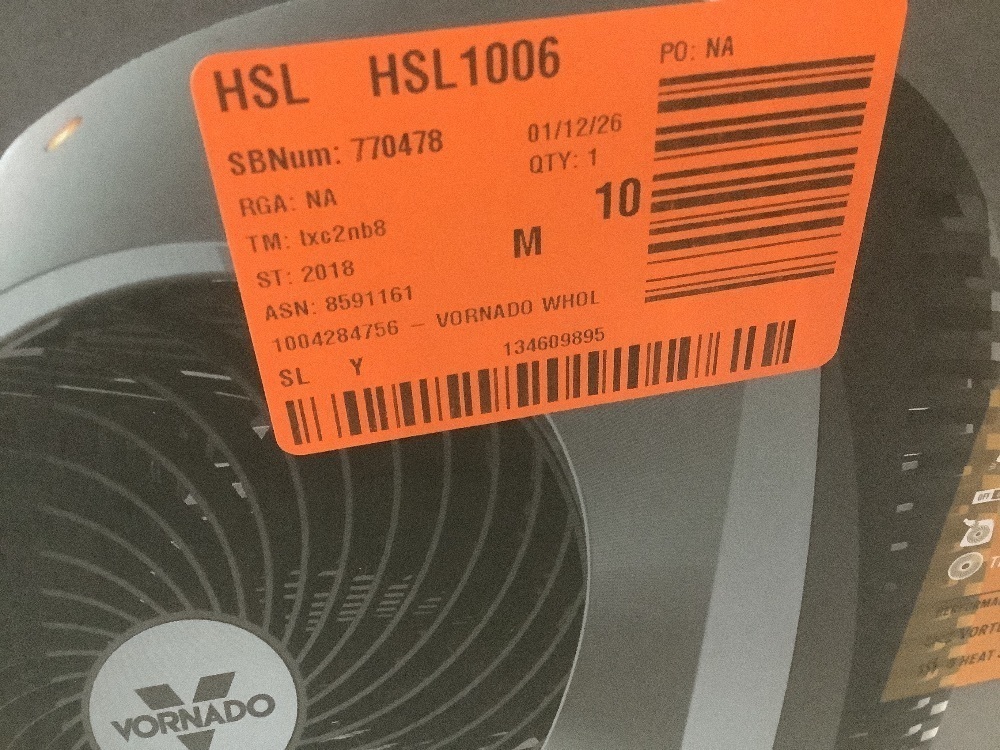 HSL HSL1006 PO: NA
SBNum: 770478 01/12/26
RGA: NA QTY: 1
TM: lxc2nb8 M 10
ST: 2018
ASN: 8591161
1004284756 – VORNADO WHOL
SL Y 134609895
VORNADO
OFF